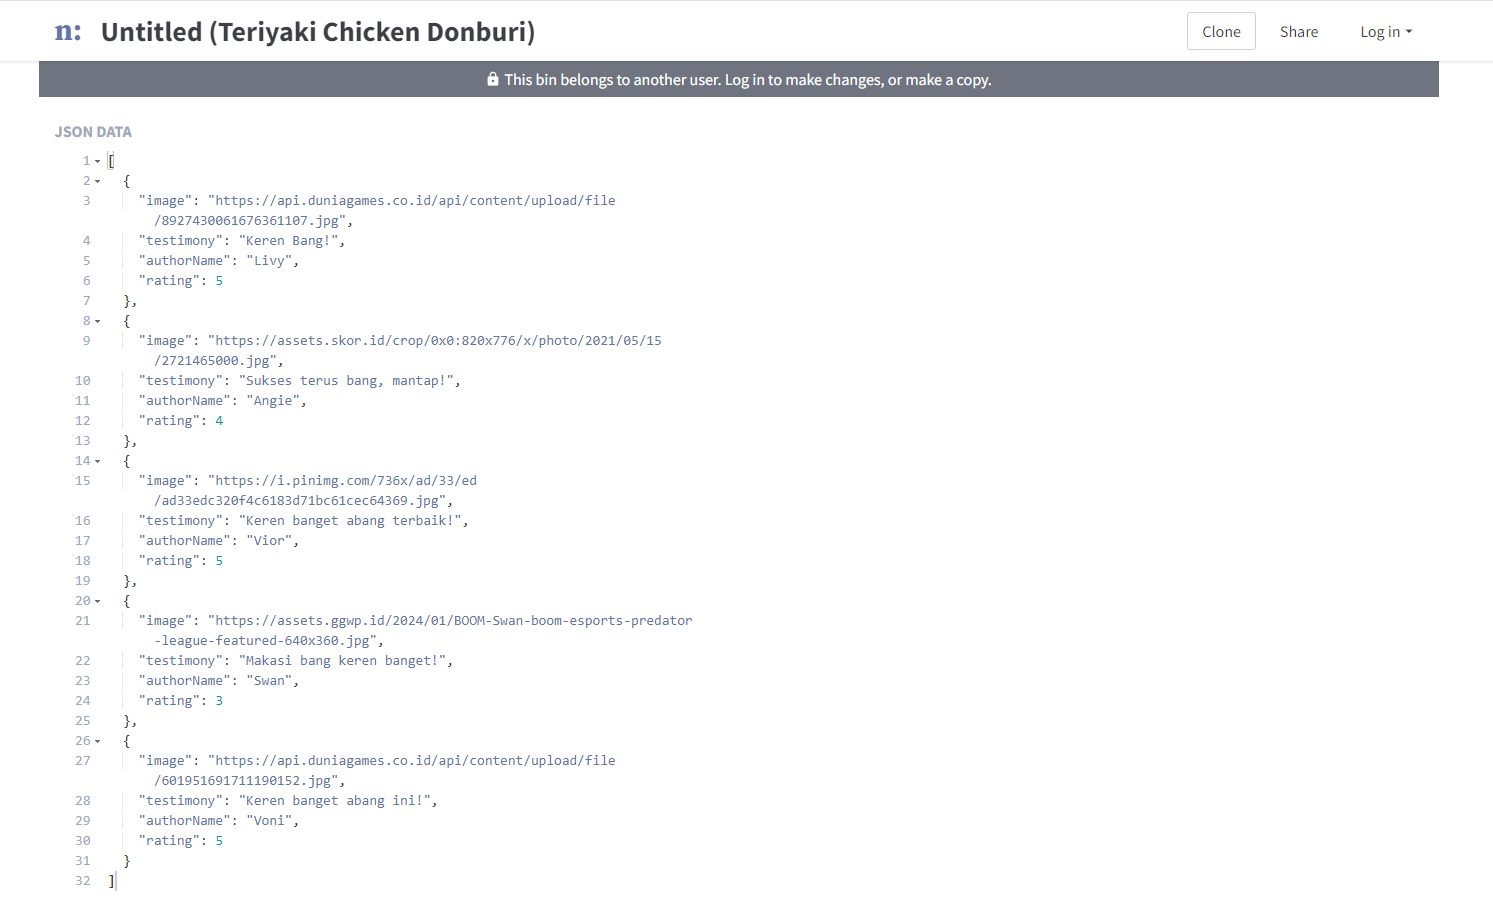 n: Untitled (Teriyaki Chicken Donburi) Clone Share Log in
This bin belongs to another user. Log in to make changes, or make a copy.
JSON DATA
1 [
2 {
3 "image": "https://api.duniagames.co.id/api/content/upload/file
/8927430061676361107.jpg",
4 "testimony": "Keren Bang!",
5 "authorName": "Livy",
6 "rating": 5
7 },
8 {
9 "image": "https://assets.skor.id/crop/0x0:820x776/x/photo/2021/05/15
/2721465000.jpg",
10 "testimony": "Sukses terus bang, mantap!",
11 "authorName": "Angie",
12 "rating": 4
13 },
14 {
15 "image": "https://i.pinimg.com/736x/ad/33/ed
/ad33edc320f4c6183d71bc61cec64369.jpg",
16 "testimony": "Keren banget abang terbaik!",
17 "authorName": "Vior",
18 "rating": 5
19 },
20 {
21 "image": "https://assets.ggwp.id/2024/01/BOOM-Swan-boom-esports-predator
-league-featured-640x360.jpg",
22 "testimony": "Makasi bang keren banget!",
23 "authorName": "Swan",
24 "rating": 3
25 },
26 {
27 "image": "https://api.duniagames.co.id/api/content/upload/file
/601951691711190152.jpg",
28 "testimony": "Keren banget abang ini!",
29 "authorName": "Voni",
30 "rating": 5
31 }
32 ]